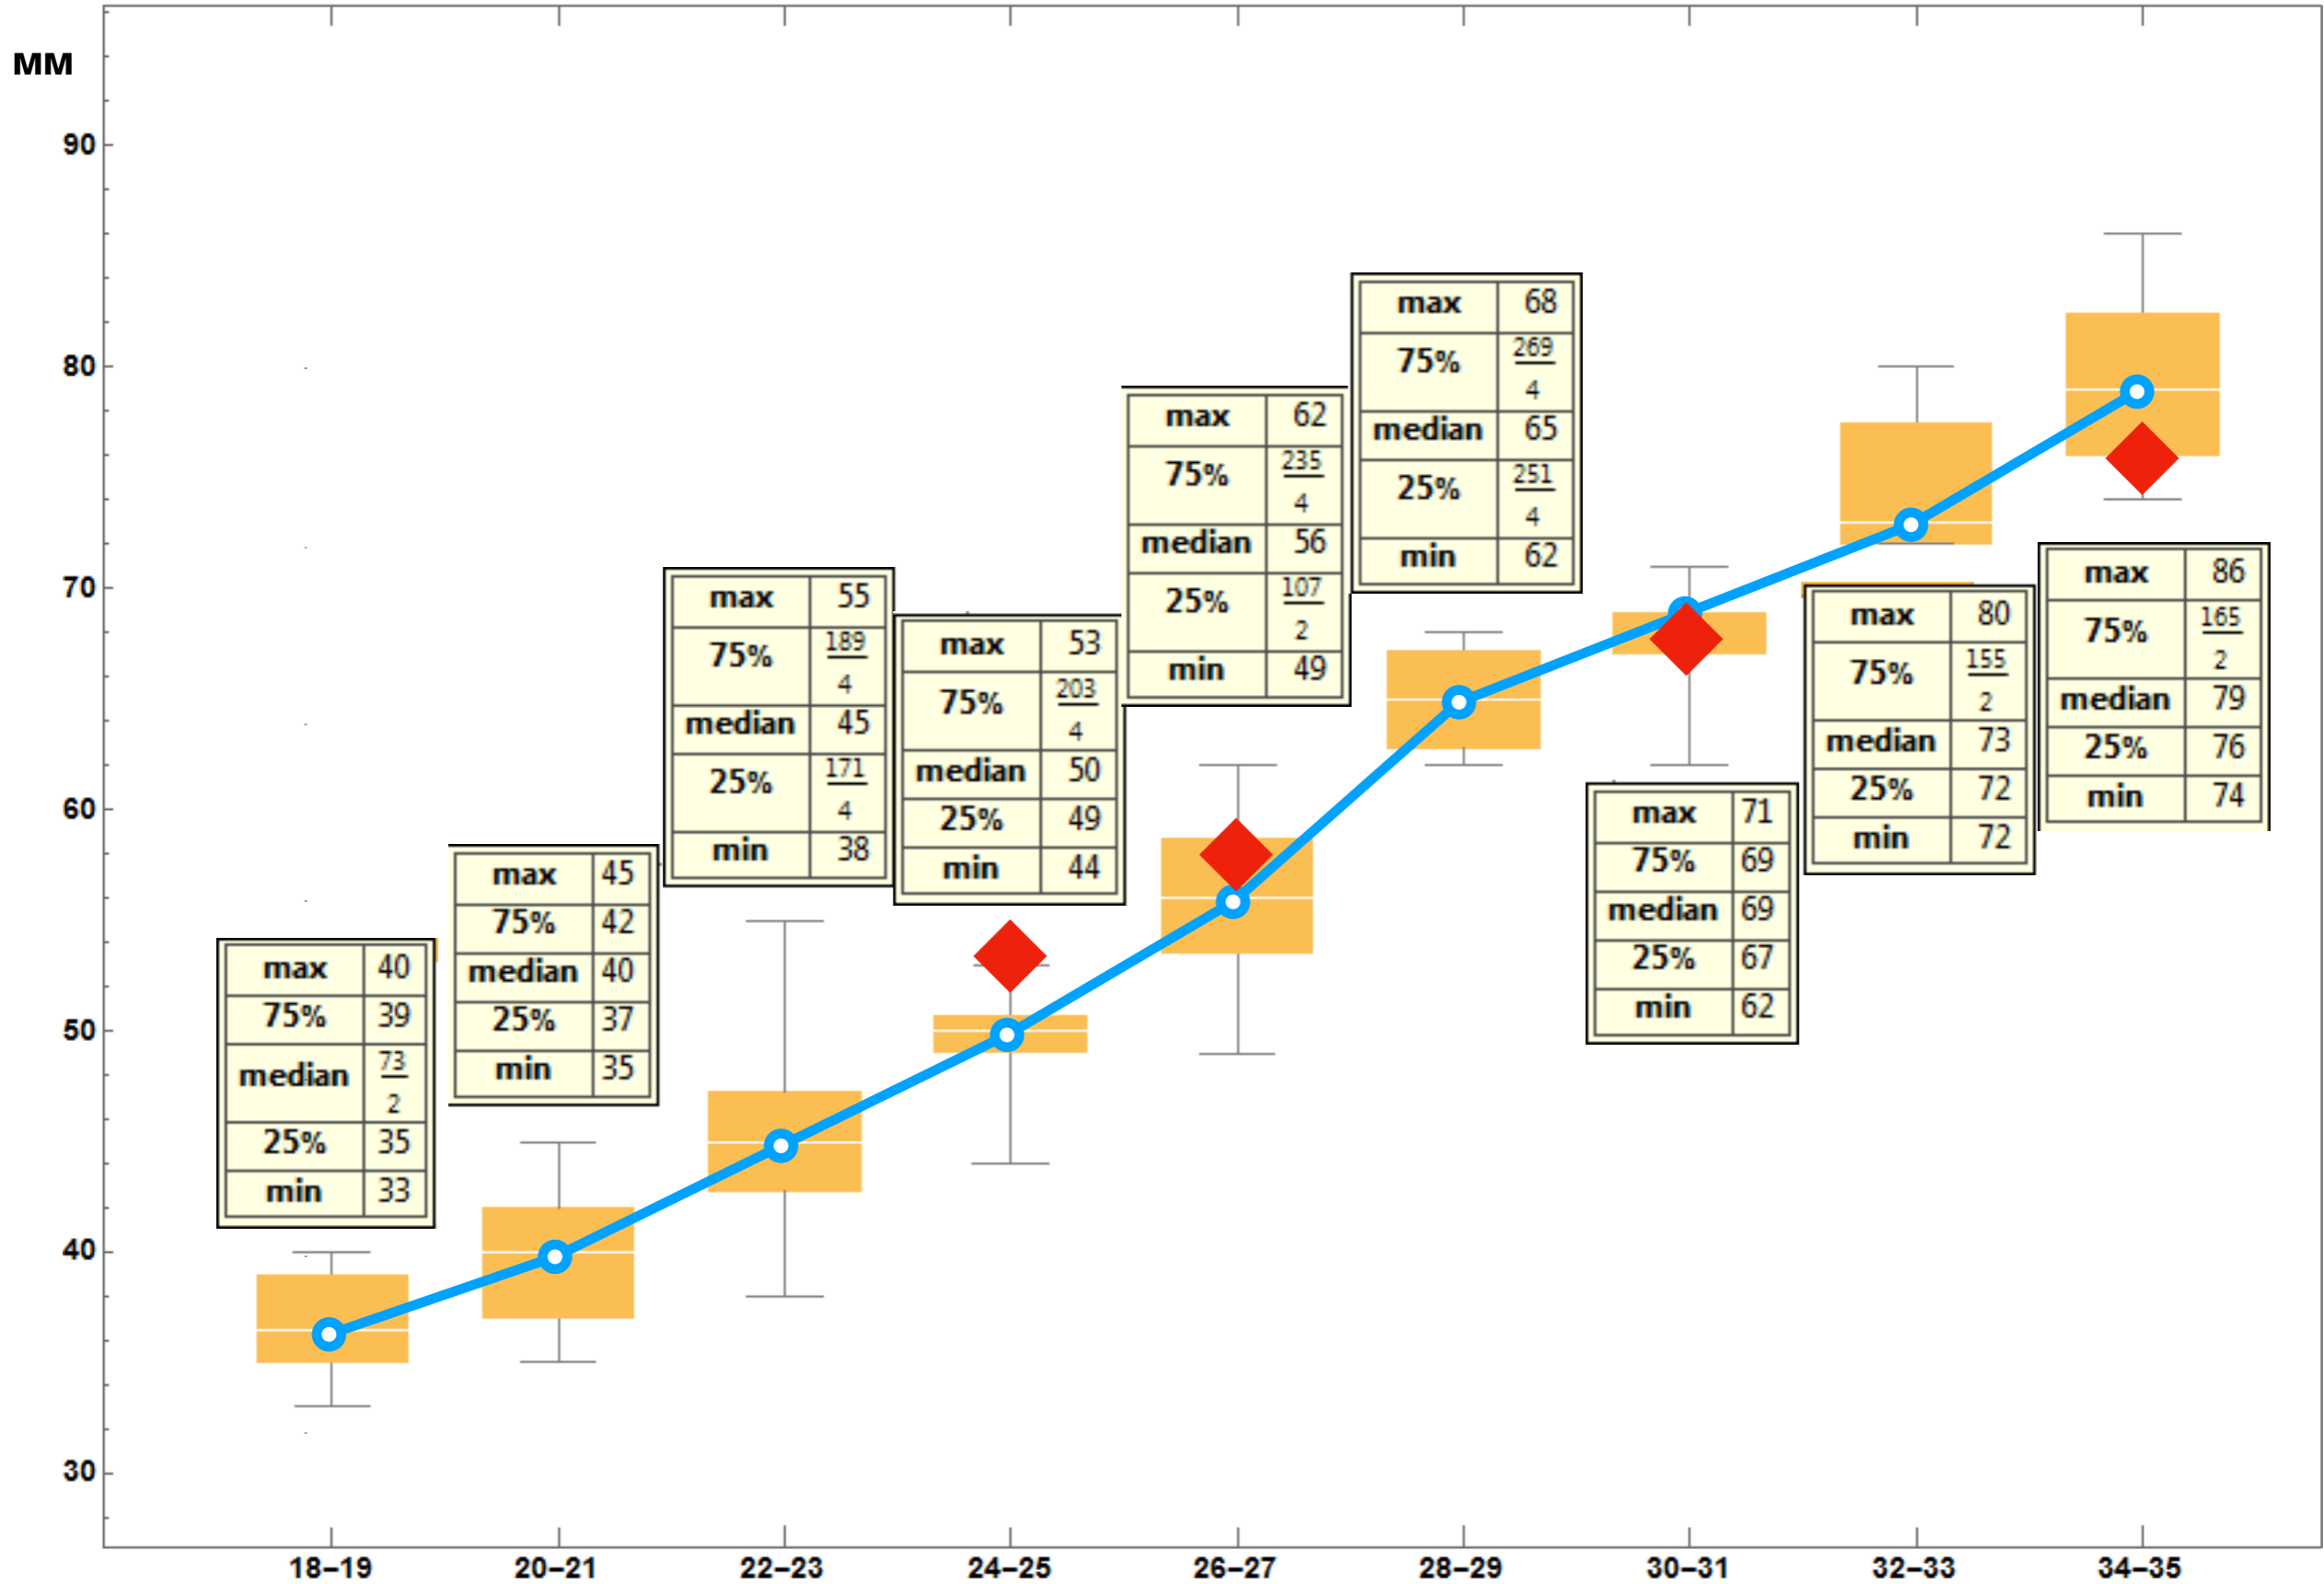 мм
90
80
70
60
50
40
30
max 40
75% 39
median 73
2
25% 35
min 33
max 45
75% 42
median 40
25% 37
min 35
max 55
75% 189
4
median 45
25% 171
4
min 38
max 53
75% 203
4
median 50
25% 49
min 44
max 62
75% 235
4
median 56
25% 107
2
min 49
max 68
75% 269
4
median 65
25% 251
4
min 62
max 71
75% 69
median 69
25% 67
min 62
max 80
75% 155
2
median 73
25% 72
min 72
max 86
75% 165
2
median 79
25% 76
min 74
18–19 20–21 22–23 24–25 26–27 28–29 30–31 32–33 34–35